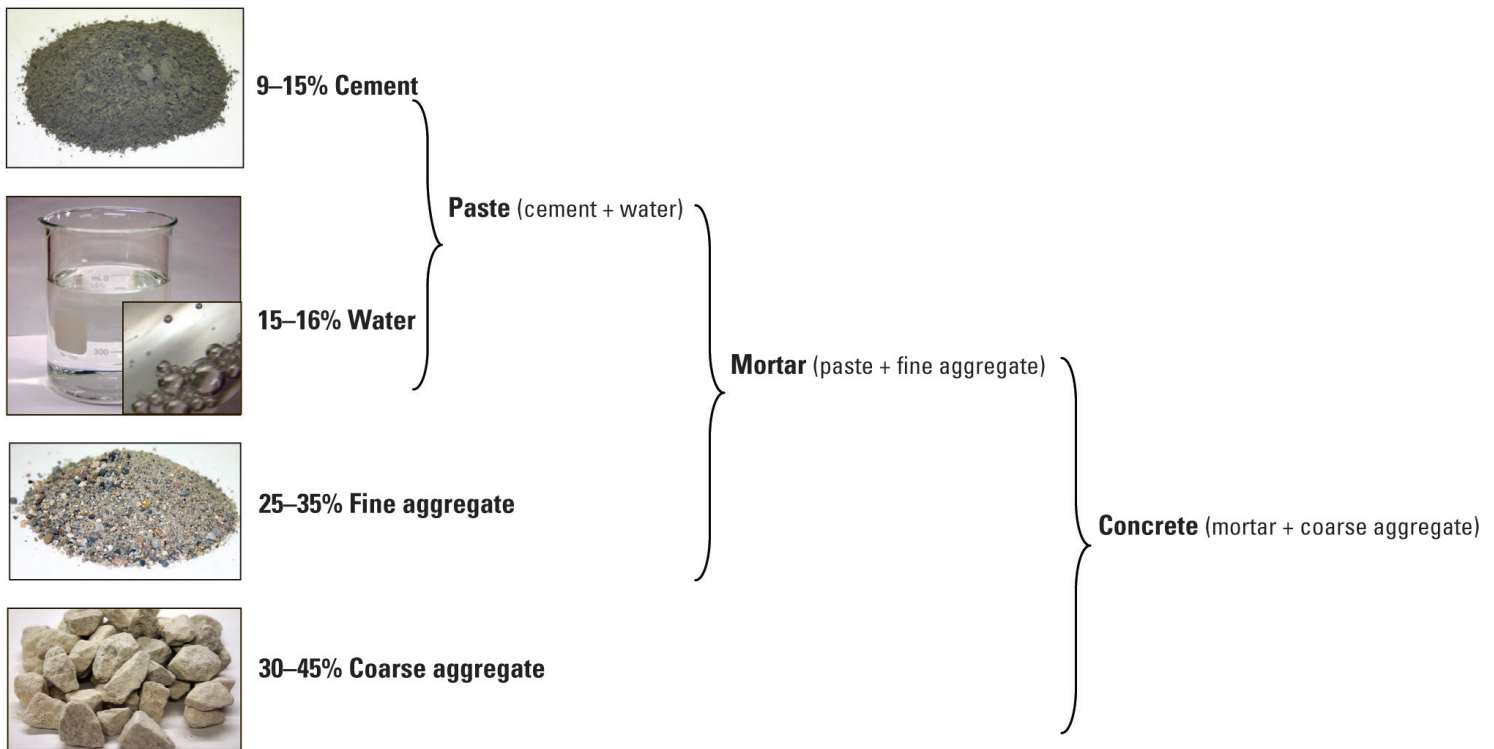 9–15% Cement
Paste (cement + water)
15–16% Water
Mortar (paste + fine aggregate)
25–35% Fine aggregate
Concrete (mortar + coarse aggregate)
30–45% Coarse aggregate
300